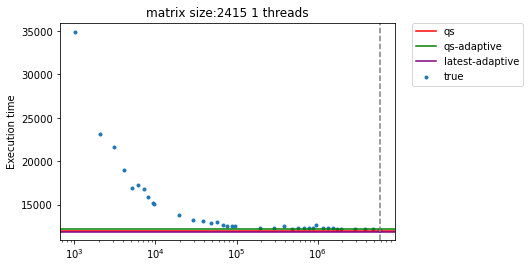 matrix size:2415 1 threads
35000
30000
25000
20000
15000
Execution time
10³
10⁴
10⁵
10⁶
qs
qs-adaptive
latest-adaptive
true